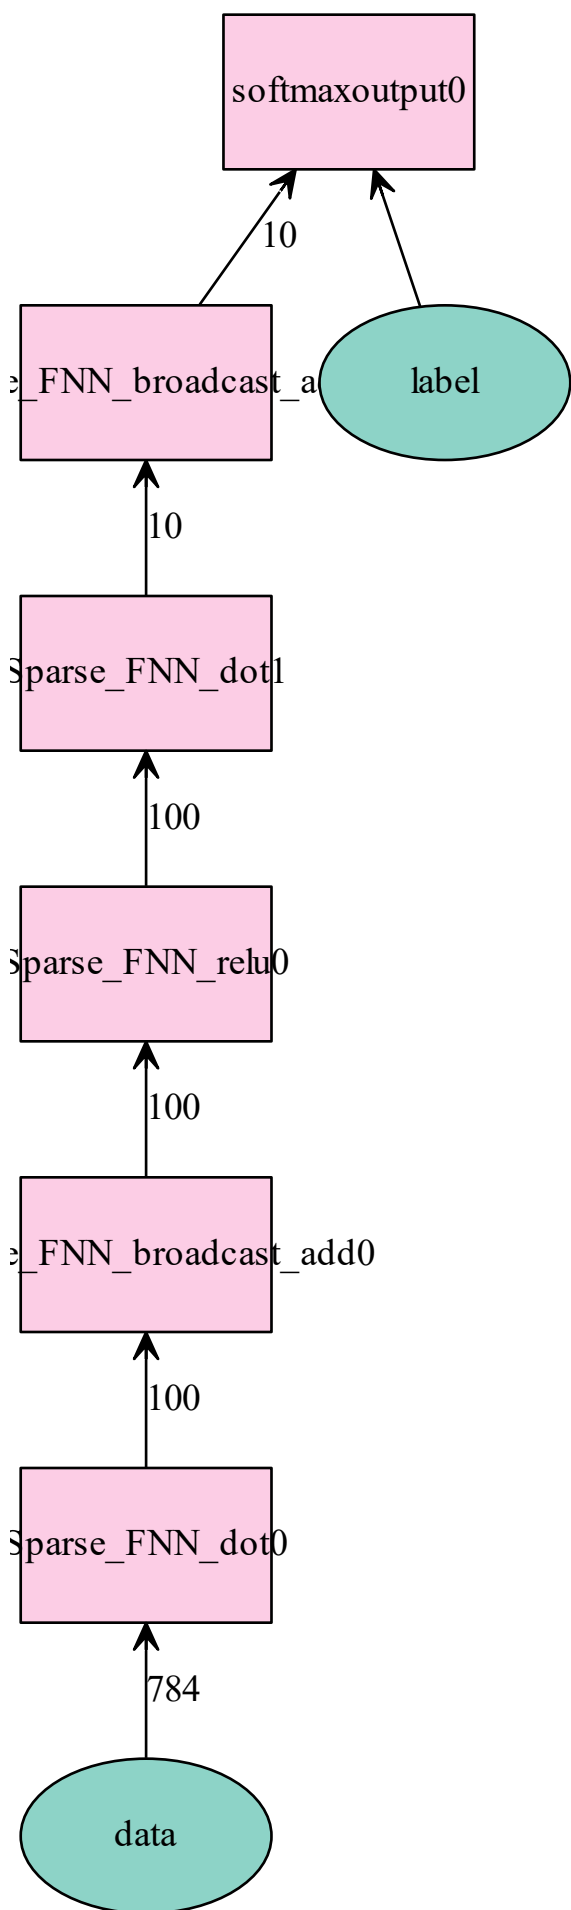 softmaxoutput0
10
e_FNN_broadcast_a
label
10
Sparse_FNN_dot1
100
Sparse_FNN_relu0
100
e_FNN_broadcast_add0
100
Sparse_FNN_dot0
784
data